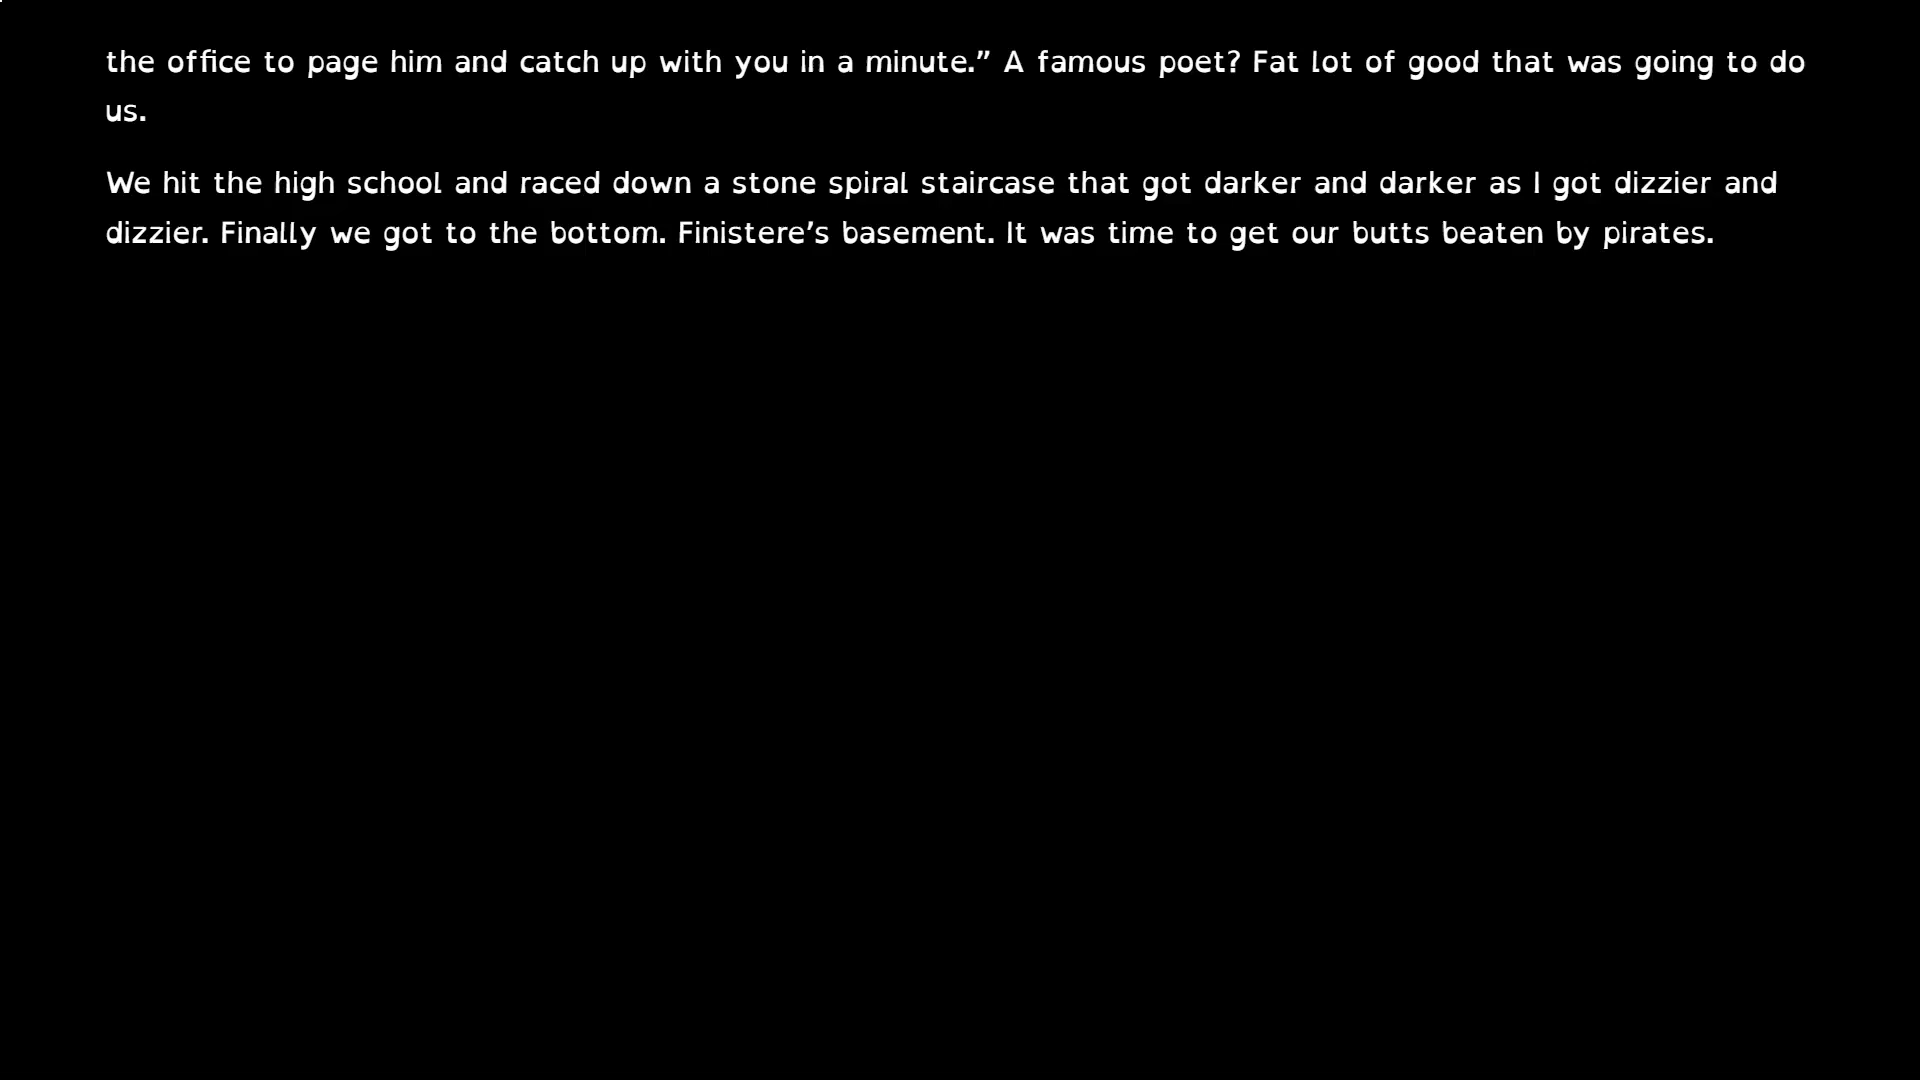 the office to page him and catch up with you in a minute.” A famous poet? Fat lot of good that was going to do
us.
We hit the high school and raced down a stone spiral staircase that got darker and darker as I got dizzier and
dizzier. Finally we got to the bottom. Finistere’s basement. It was time to get our butts beaten by pirates.